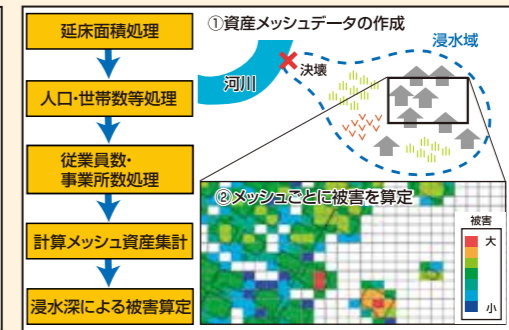 延床面積処理
人口・世帯数等処理
従業員数・
事業所数処理
計算メッシュ資産集計
浸水深による被害算定
①資産メッシュデータの作成
浸水域
決壊
河川
②メッシュごとに被害を算定
被害
大
小